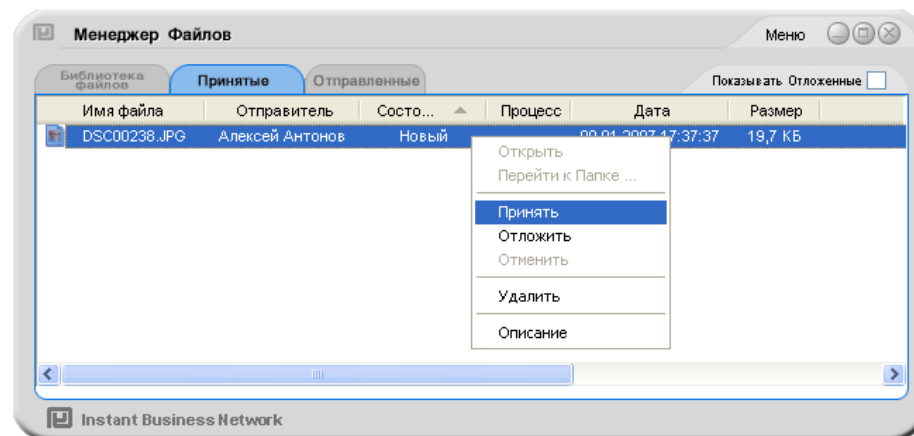 Менеджер Файлов
Меню
Библиотека файлов
Принятые
Отправленные
Показывать Отложенные
Имя файла Отправитель Состо... Процесс Дата Размер
DSC00238.JPG Алексей Антонов Новый 17:37:37 19,7 КБ
Открыть
Перейти к Папке ...
Принять
Отложить
Отменить
Удалить
Описание
Instant Business Network